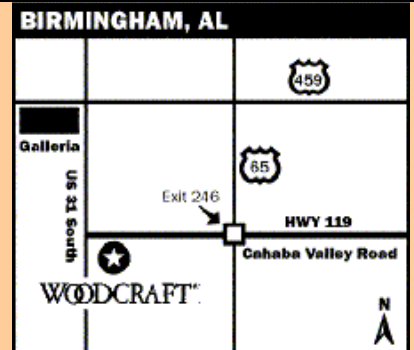 BIRMINGHAM, AL
459
Galleria
65
US 31 South
Exit 246
HWY 119
Cahaba Valley Road
WOODCRAFT
N